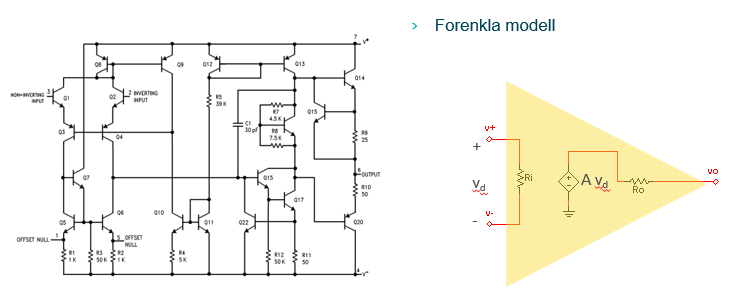 › Forenkla modell
7 V+
Q8 Q9 Q12 Q13
Q14
NON-INVERTING INPUT 3 Q1
Q2 2 INVERTING INPUT
R5 39 K
Q15
R7 4.5 K
C1 30 pF
R8 7.5 K
R9 25
Q3 Q4
6 OUTPUT
Q7
Q15
R10 50
Q17
Q5 Q6 Q10 Q11 Q22 Q20
OFFSET NULL 1
5 OFFSET NULL
R1 1 K
R3 50 K
R2 1 K
R4 5 K
R12 50 K
R11 50
4 V-
V+
+
Vd
Ri
+
-
A Vd
Ro
VO
V-
-